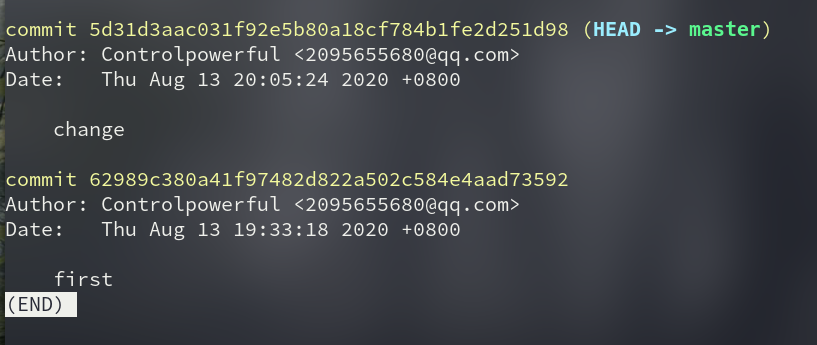 commit 5d31d3aac031f92e5b80a18cf784b1fe2d251d98 (HEAD -> master)
Author: Controlpowerful <2095655680@qq.com>
Date:   Thu Aug 13 20:05:24 2020 +0800
change
commit 62989c380a41f97482d822a502c584e4aad73592
Author: Controlpowerful <2095655680@qq.com>
Date:   Thu Aug 13 19:33:18 2020 +0800
first
(END)